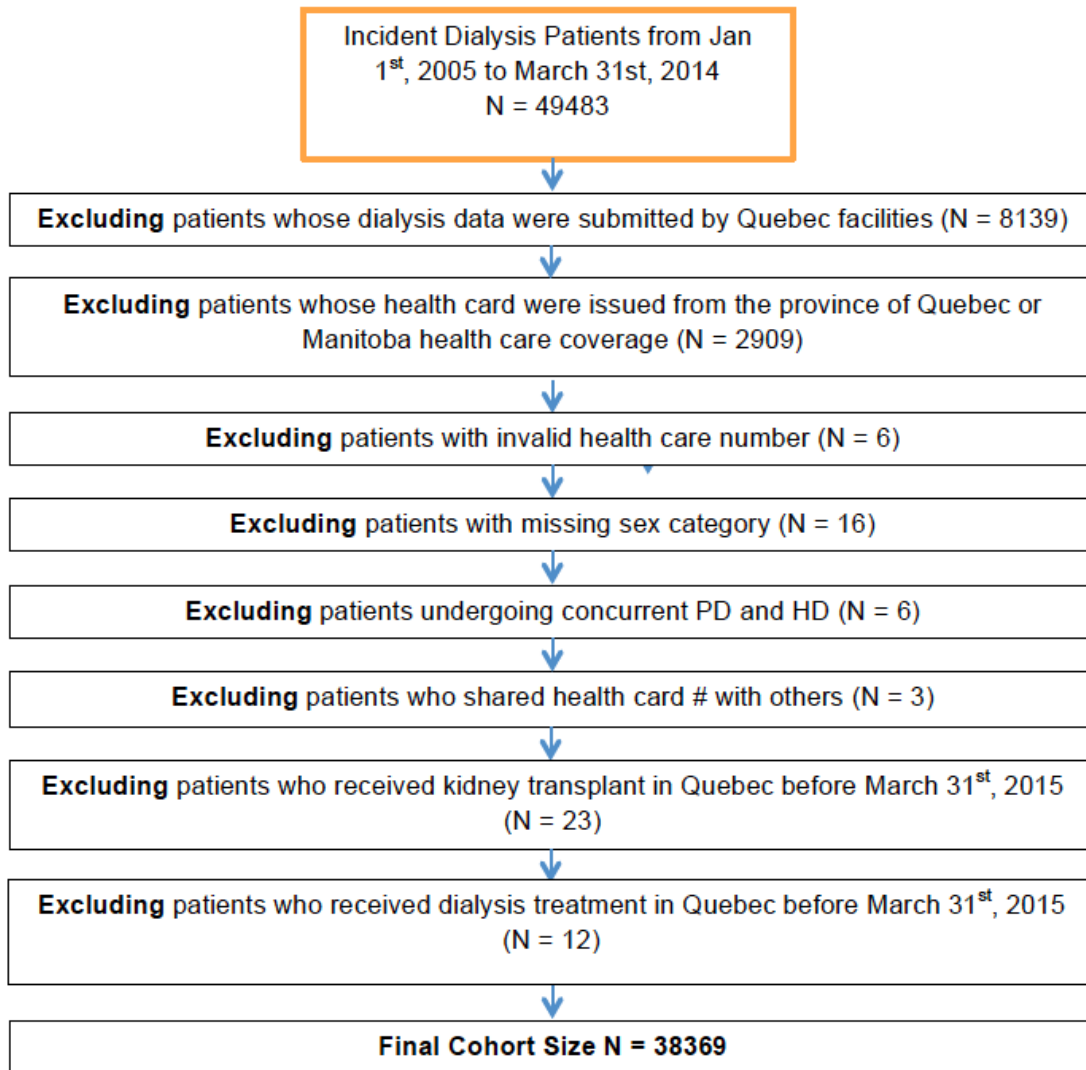 Incident Dialysis Patients from Jan
1st, 2005 to March 31st, 2014
N = 49483
Excluding patients whose dialysis data were submitted by Quebec facilities (N = 8139)
Excluding patients whose health card were issued from the province of Quebec or
Manitoba health care coverage (N = 2909)
Excluding patients with invalid health care number (N = 6)
Excluding patients with missing sex category (N = 16)
Excluding patients undergoing concurrent PD and HD (N = 6)
Excluding patients who shared health card # with others (N = 3)
Excluding patients who received kidney transplant in Quebec before March 31st, 2015
(N = 23)
Excluding patients who received dialysis treatment in Quebec before March 31st, 2015
(N = 12)
Final Cohort Size N = 38369